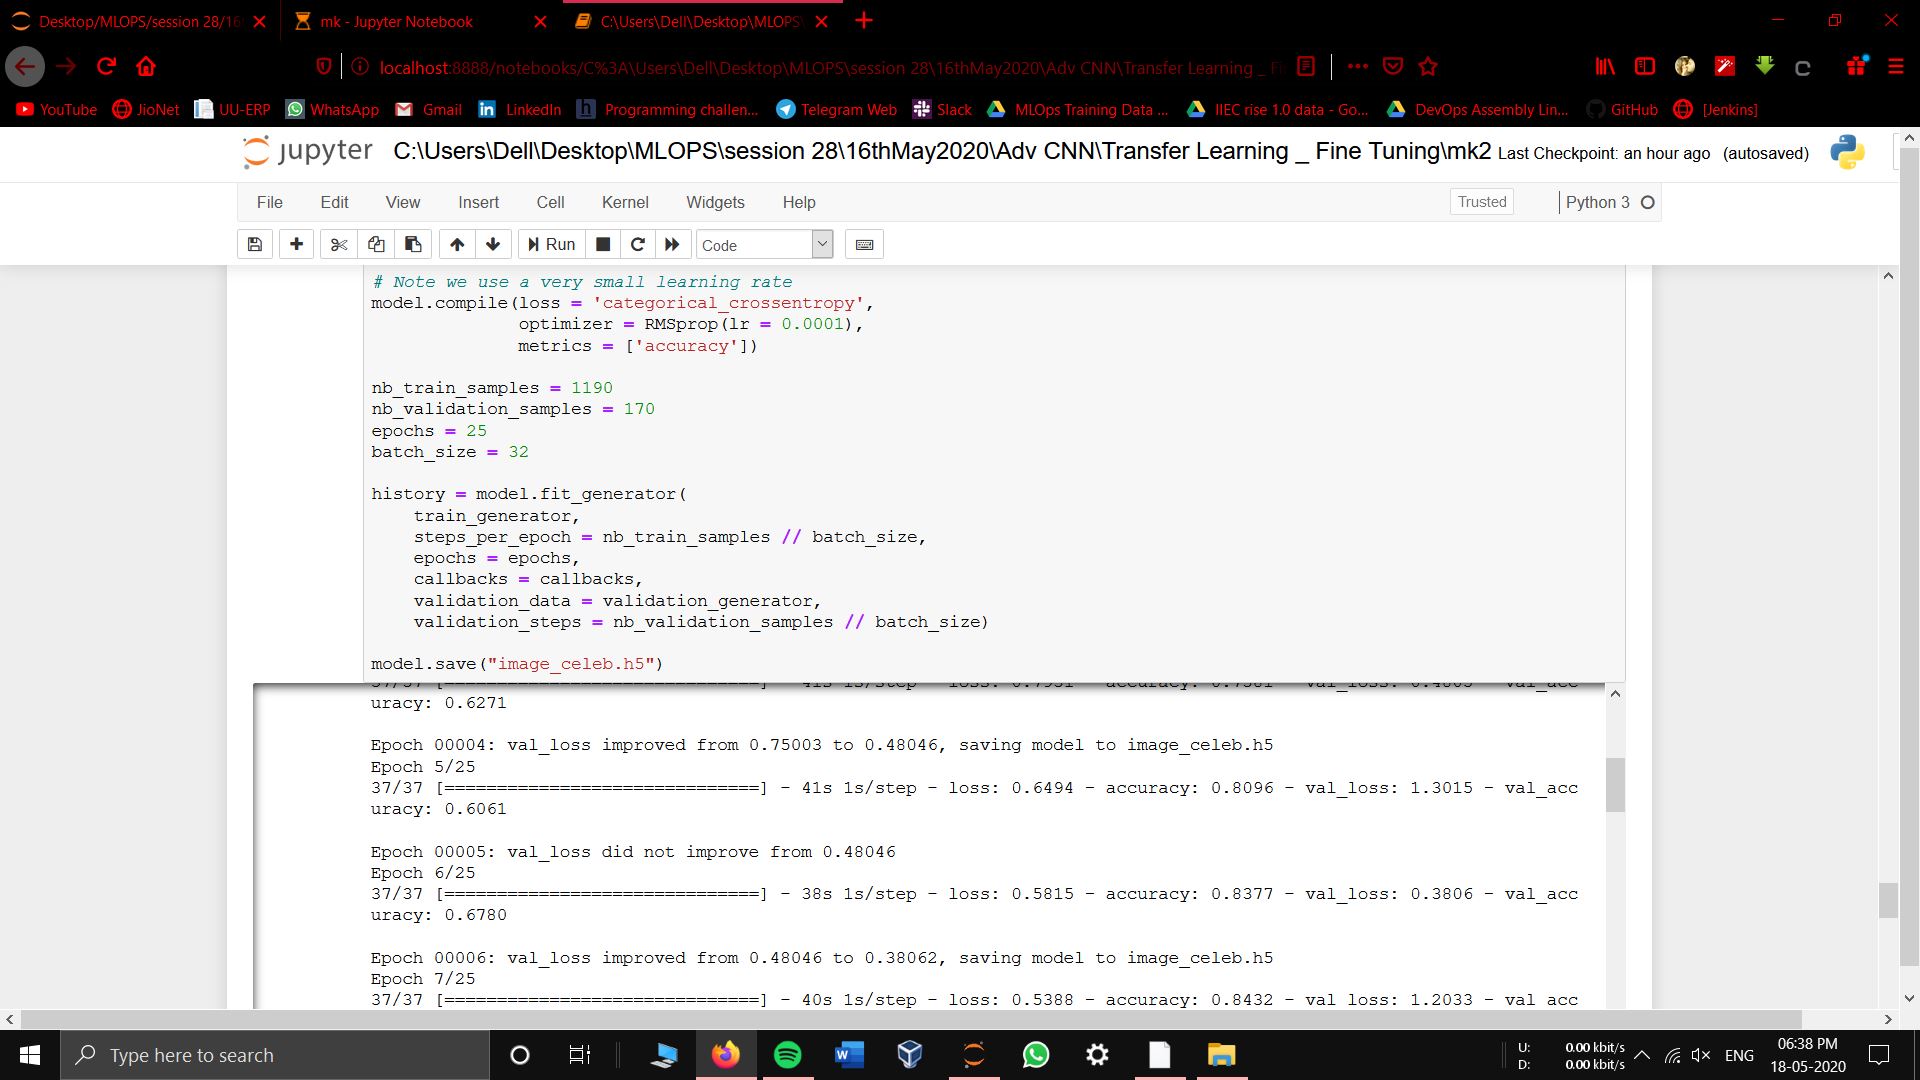 Desktop/MLOPS/session 28/16
mk - Jupyter Notebook
C:\Users\Dell\Desktop\MLOPS
localhost:8888/notebooks/C%3A\Users\Dell\Desktop\MLOPS\session 28\16thMay2020\Adv CNN\Transfer Learning _ Fi
YouTube
JioNet
UU-ERP
WhatsApp
Gmail
LinkedIn
Programming challen...
Telegram Web
Slack
MLOps Training Data ...
IIEC rise 1.0 data - Go...
DevOps Assembly Lin...
GitHub
[Jenkins]
jupyter C:\Users\Dell\Desktop\MLOPS\session 28\16thMay2020\Adv CNN\Transfer Learning _ Fine Tuning\mk2 Last Checkpoint: an hour ago (autosaved)
File Edit View Insert Cell Kernel Widgets Help Trusted Python 3
Run Code
# Note we use a very small learning rate
model.compile(loss = 'categorical_crossentropy',
optimizer = RMSprop(lr = 0.0001),
metrics = ['accuracy'])
nb_train_samples = 1190
nb_validation_samples = 170
epochs = 25
batch_size = 32
history = model.fit_generator(
train_generator,
steps_per_epoch = nb_train_samples // batch_size,
epochs = epochs,
callbacks = callbacks,
validation_data = validation_generator,
validation_steps = nb_validation_samples // batch_size)
model.save("image_celeb.h5")
uracy: 0.6271
Epoch 00004: val_loss improved from 0.75003 to 0.48046, saving model to image_celeb.h5
Epoch 5/25
37/37 [==============================] - 41s 1s/step - loss: 0.6494 - accuracy: 0.8096 - val_loss: 1.3015 - val_acc
uracy: 0.6061
Epoch 00005: val_loss did not improve from 0.48046
Epoch 6/25
37/37 [==============================] - 38s 1s/step - loss: 0.5815 - accuracy: 0.8377 - val_loss: 0.3806 - val_acc
uracy: 0.6780
Epoch 00006: val_loss improved from 0.48046 to 0.38062, saving model to image_celeb.h5
Epoch 7/25
37/37 [==============================] - 40s 1s/step - loss: 0.5388 - accuracy: 0.8432 - val_loss: 1.2033 - val_acc
Type here to search
U: 0.00 kbit/s
D: 0.00 kbit/s
ENG
06:38 PM
18-05-2020